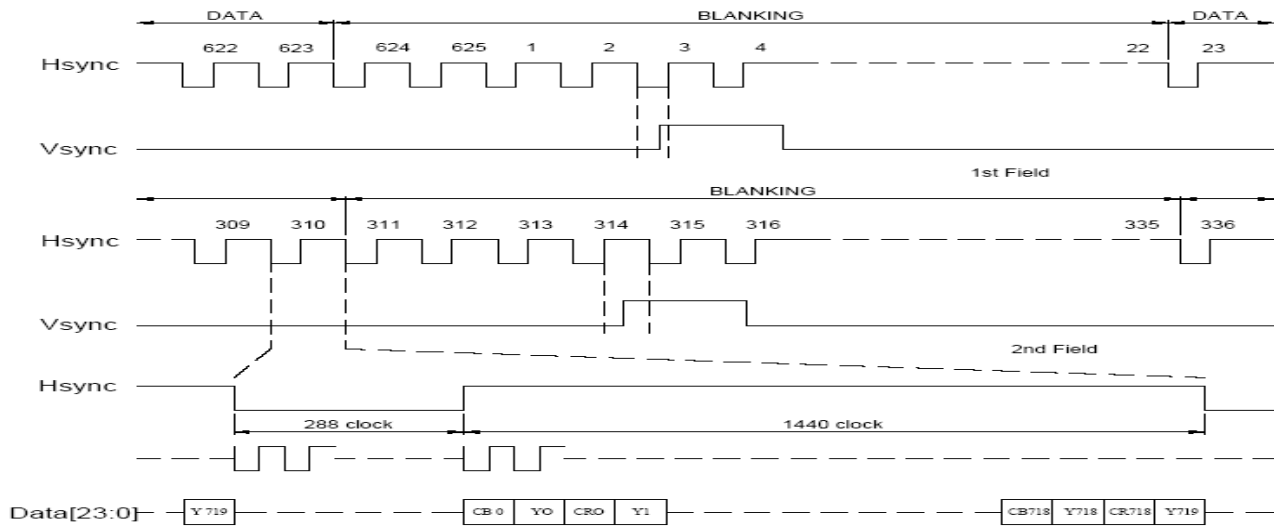 DATA BLANKING DATA
622 623 624 625 1 2 3 4 22 23
Hsync
Vsync
1st Field
BLANKING
309 310 311 312 313 314 315 316 335 336
Hsync
Vsync
2nd Field
Hsync
288 clock 1440 clock
Data[23:0] Y 719 CB 0 YO CRO Y1 CB718 Y718 CR718 Y719